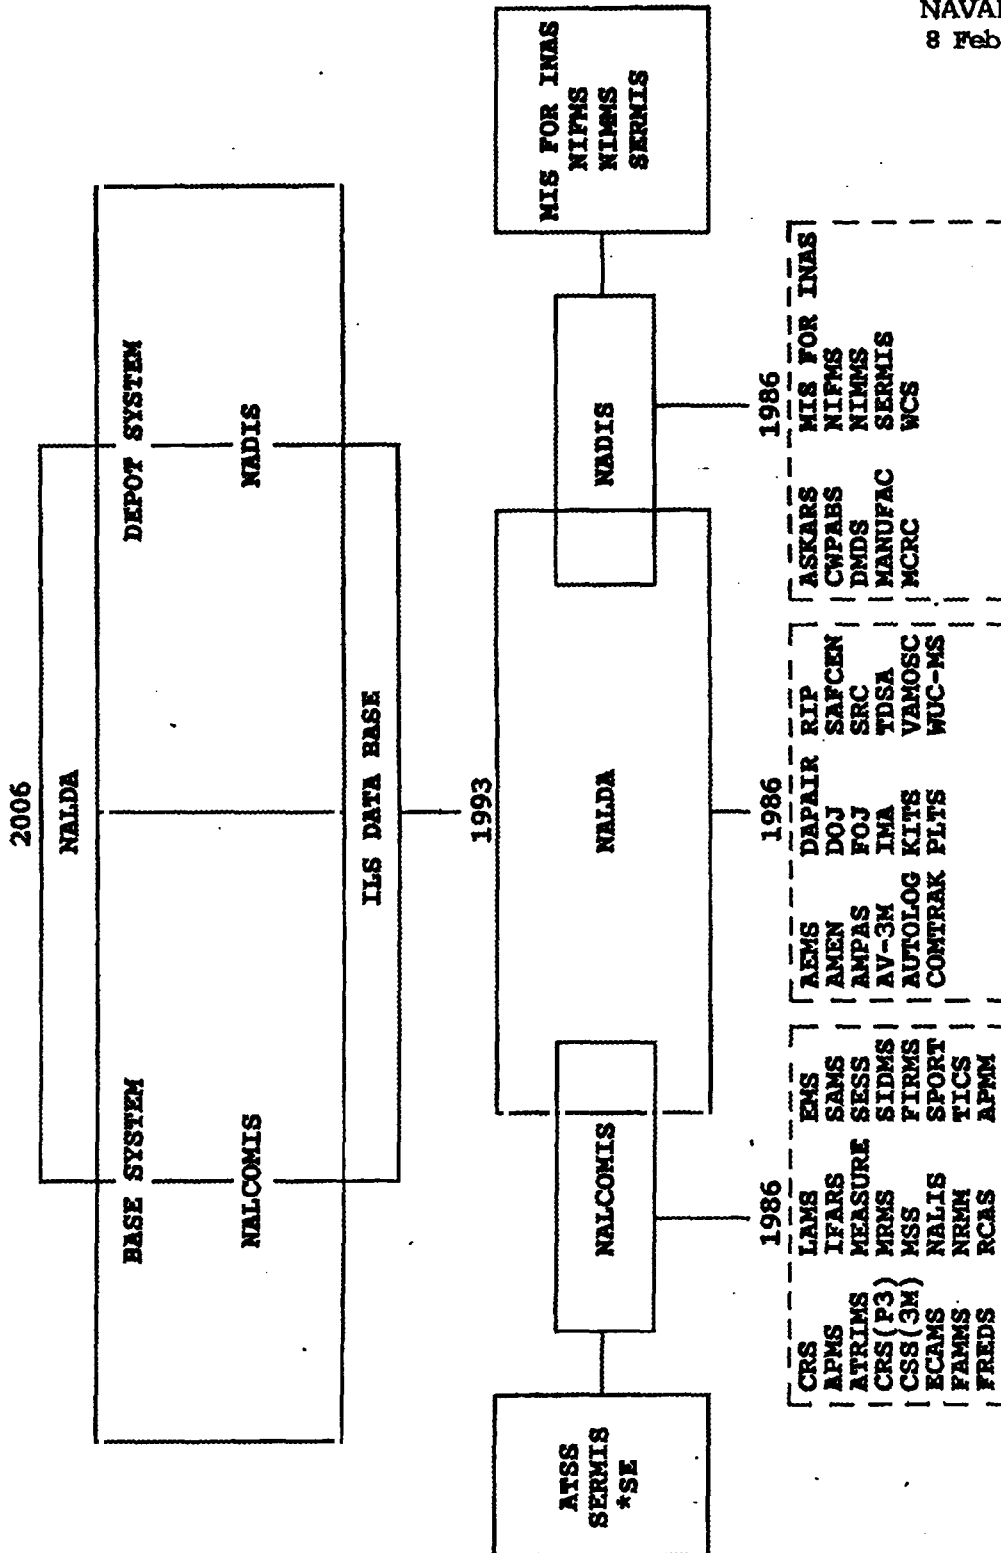 NAVAI
8 Feb
2006
NALDA
BASE SYSTEM
DEPOT SYSTEM
NALCOMIS
NADIS
ILS DATA BASE
1993
ATSS
SERMIS
*SE
NALCOMIS
NALDA
NADIS
MIS FOR INAS
NIFMS
NIMMS
SERMIS
1986
1986
1986
CRS LAMS EMS
APMS IFARS SAMS
ATRIMS MEASURE SESS
CRS(P3) MRMS SIDMS
CSS(3M) MSS FIRMS
ECAMS NALIS SPORT
FAMMS NRMM TICS
FREDS RCAS APMM
AEMS DAPAIR RIP
AMEN DOJ SAFCEN
AMPAS FOJ SRC
AV-3M IMA TDSA
AUTOLOG KITS VAMOSC
COMTRAK PLTS WUC-MS
ASKARS MIS FOR INAS
CWPABS NIFMS
DMDS NIMMS
MANUFAC SERMIS
MCRC WCS